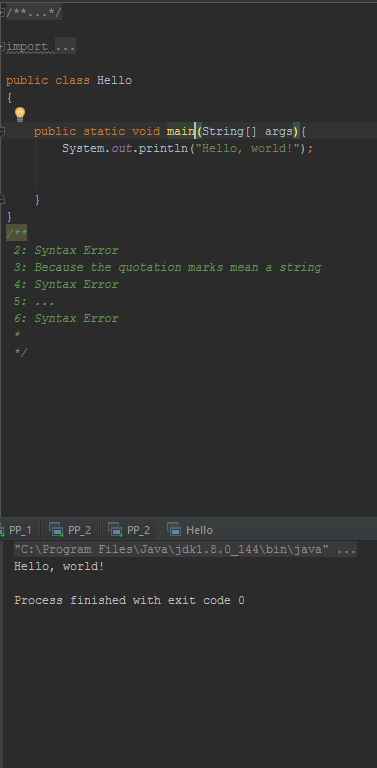 /**...*/
import ...
public class Hello
{
public static void main(String[] args){
System.out.println("Hello, world!");
}
}
/**
2: Syntax Error
3: Because the quotation marks mean a string
4: Syntax Error
5: ...
6: Syntax Error
*
*/
PP_1 PP_2 PP_2 Hello
"C:\Program Files\Java\jdk1.8.0_144\bin\java" ...
Hello, world!
Process finished with exit code 0